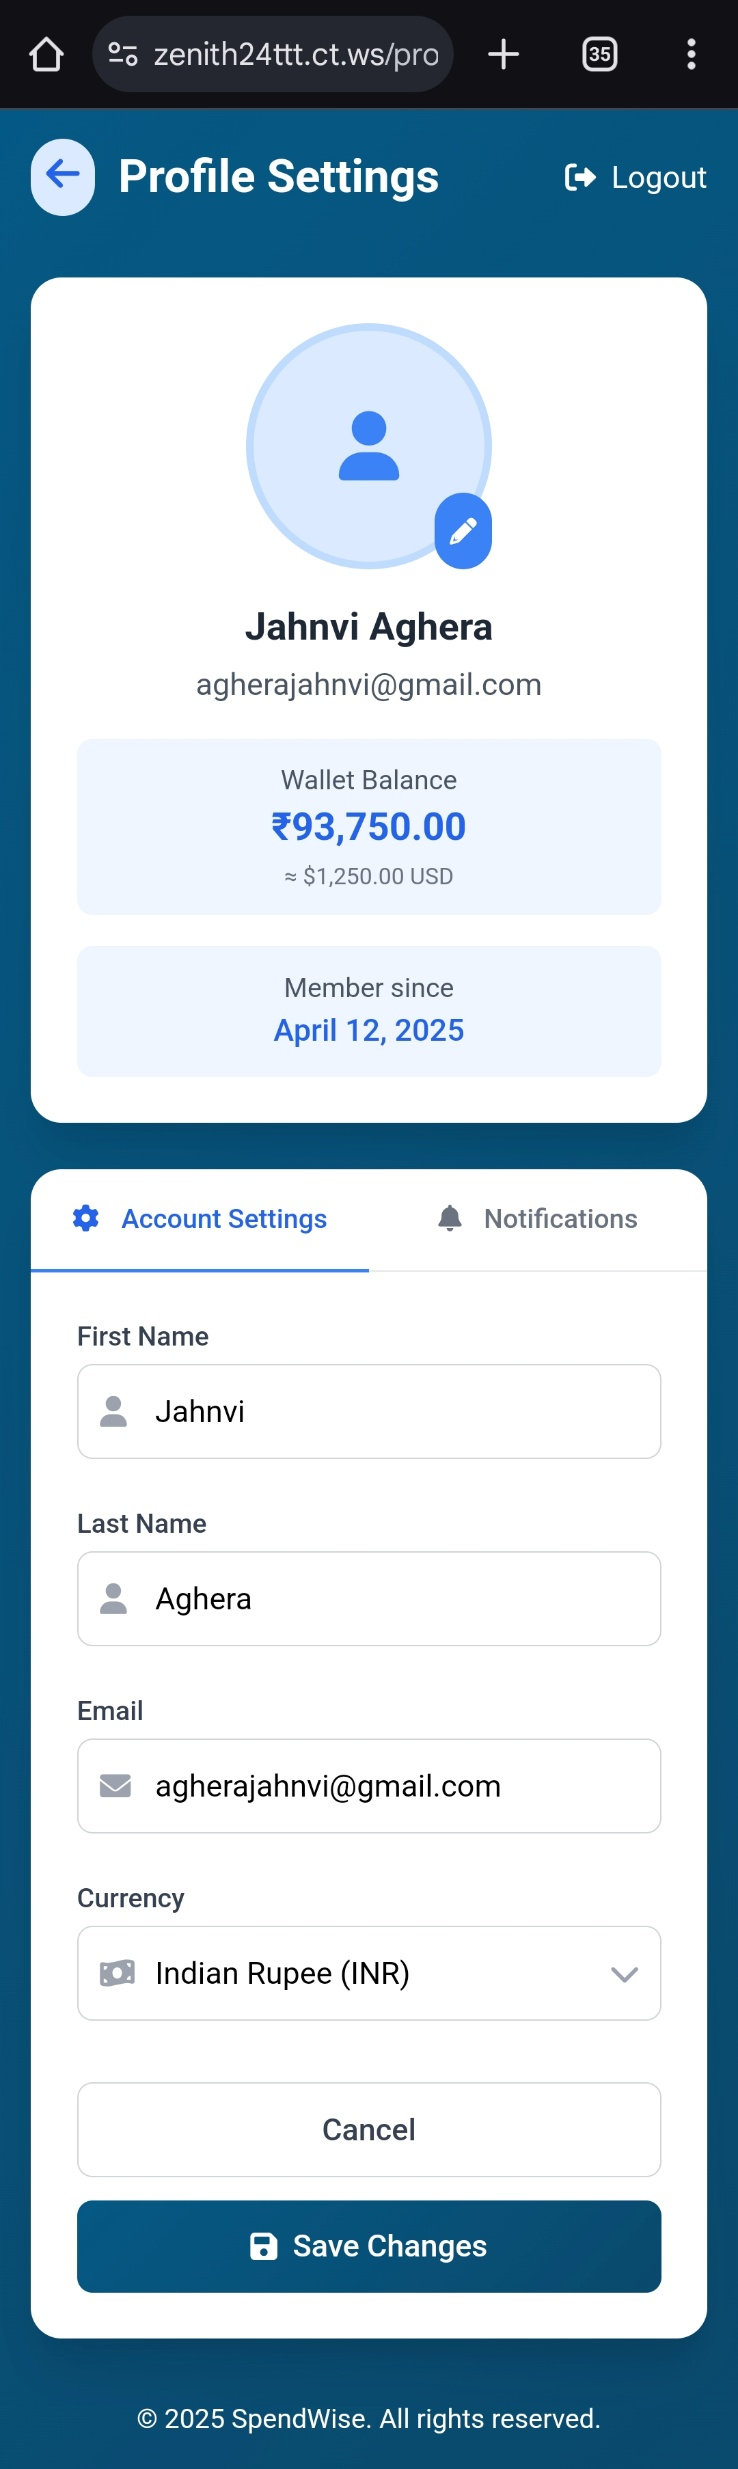 zenith24ttt.ct.ws/pro
35
Profile Settings
Logout
Jahnvi Aghera
agherajahnvi@gmail.com
Wallet Balance
₹93,750.00
≈ $1,250.00 USD
Member since
April 12, 2025
Account Settings
Notifications
First Name
Jahnvi
Last Name
Aghera
Email
agherajahnvi@gmail.com
Currency
Indian Rupee (INR)
Cancel
Save Changes
© 2025 SpendWise. All rights reserved.